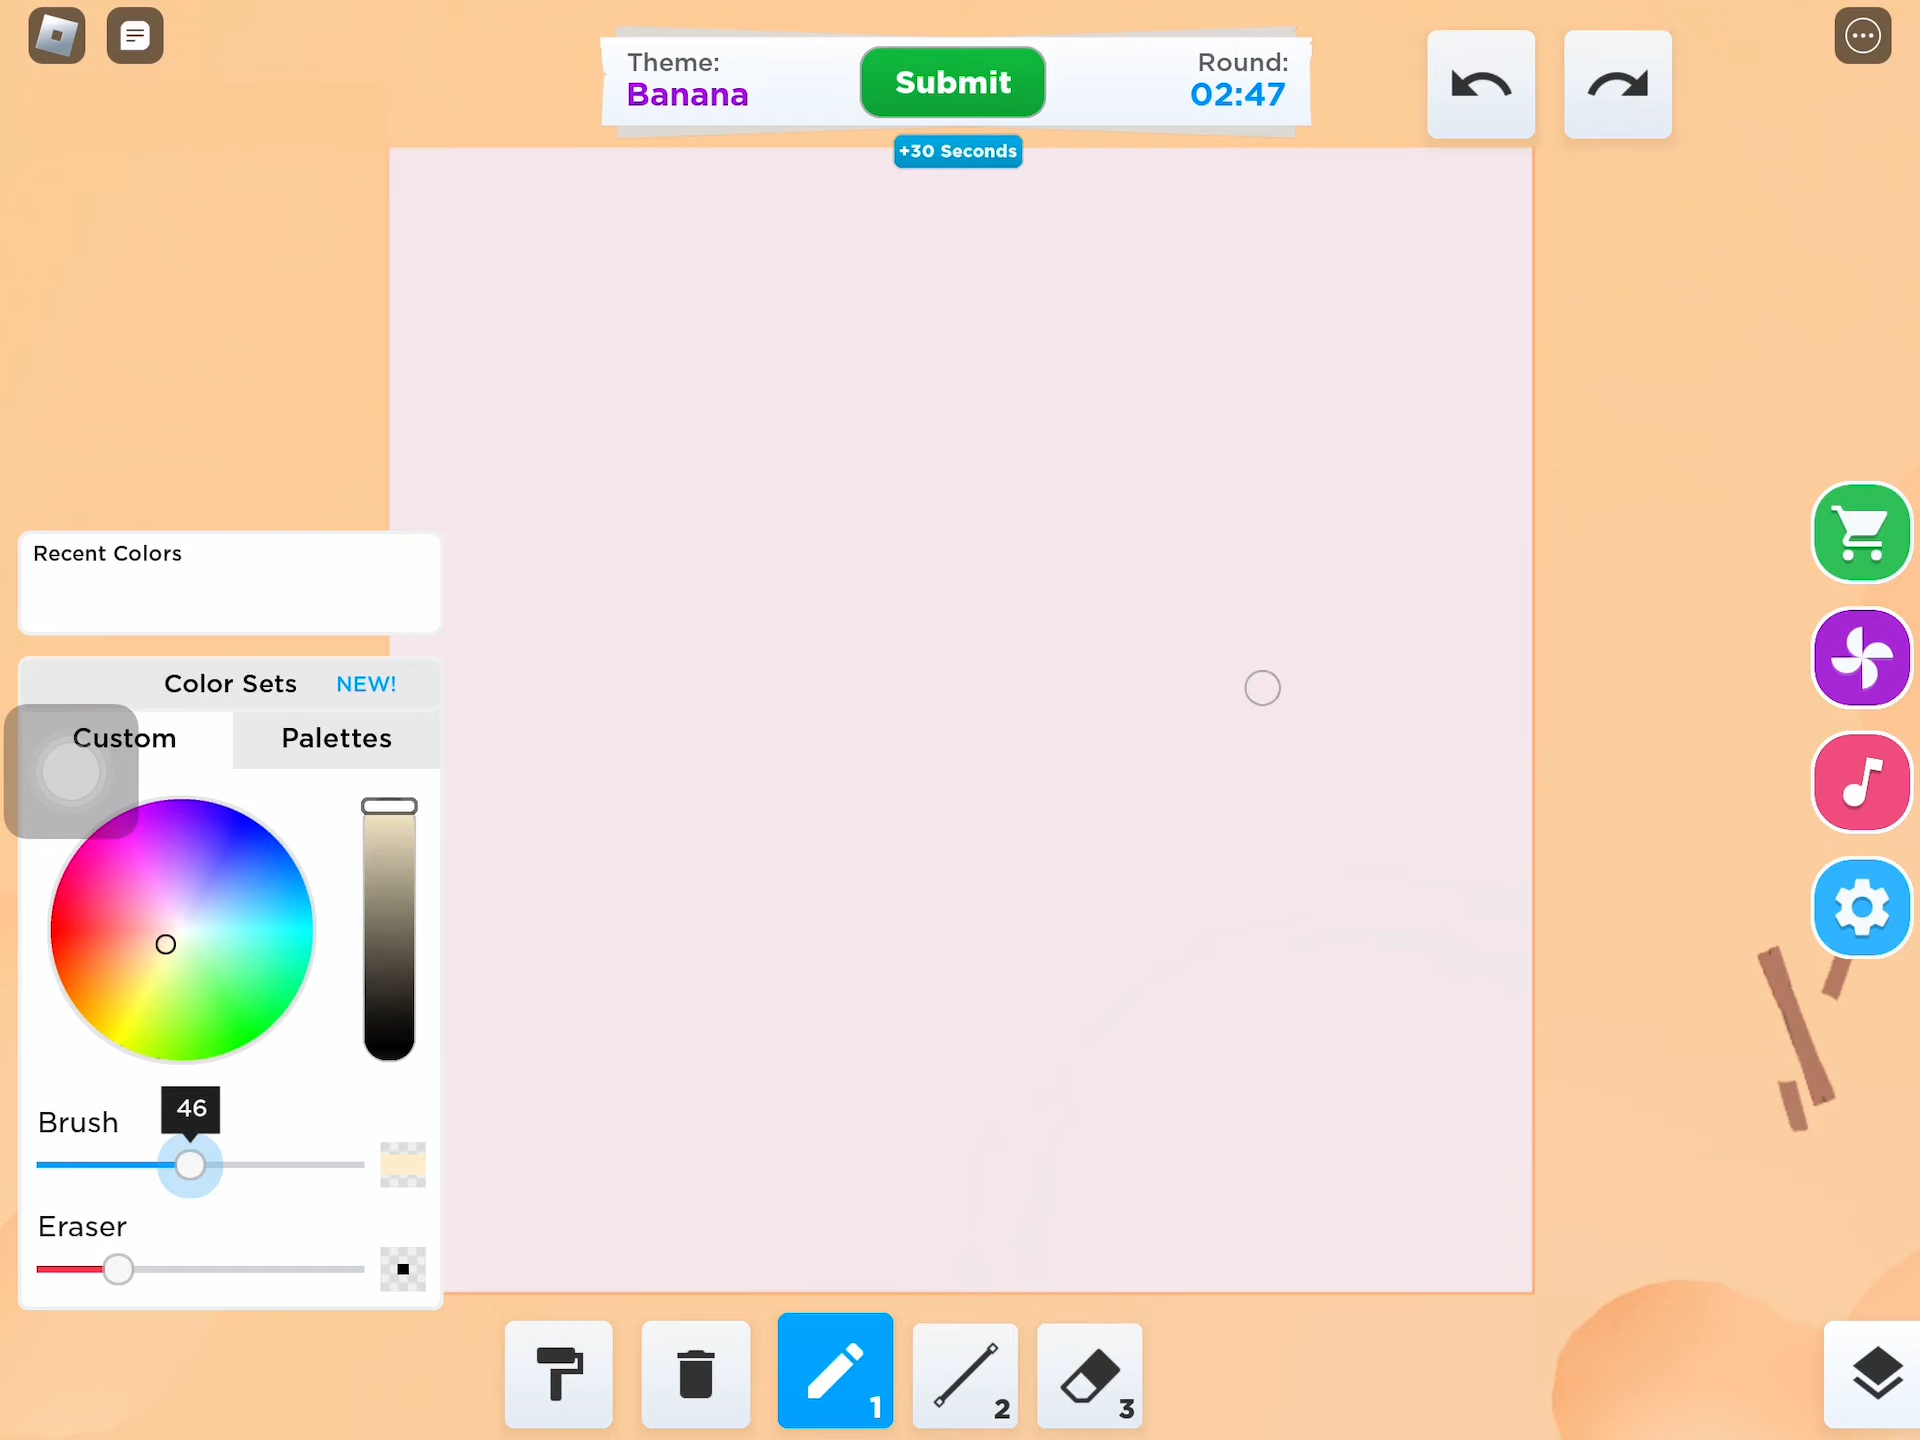 Theme:
Banana
Submit
Round:
02:47
+30 Seconds
Recent Colors
Color Sets NEW!
Custom Palettes
Brush
46
Eraser
1
2
3